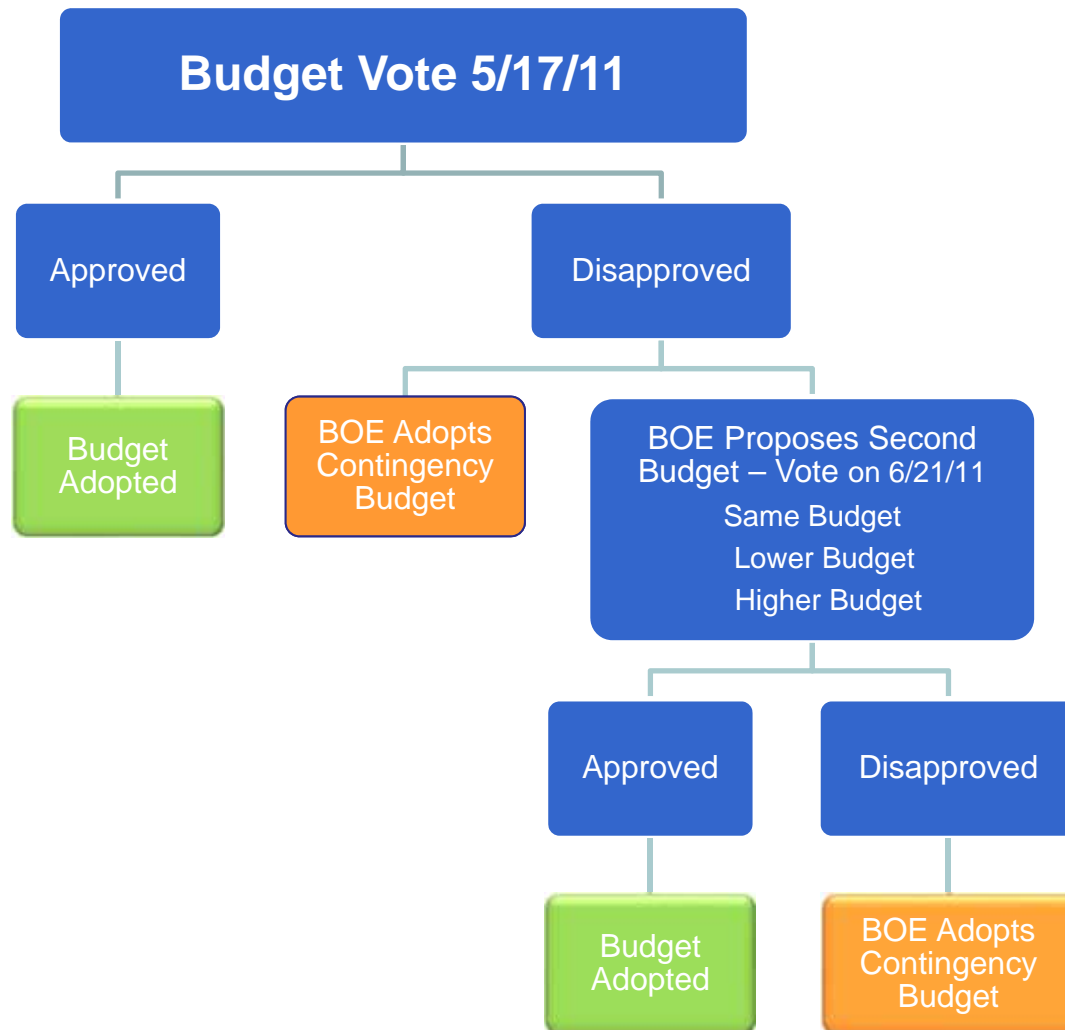 Budget Vote 5/17/11
Approved
Disapproved
Budget
Adopted
BOE Adopts
Contingency
Budget
BOE Proposes Second
Budget – Vote on 6/21/11
Same Budget
Lower Budget
Higher Budget
Approved
Disapproved
Budget
Adopted
BOE Adopts
Contingency
Budget